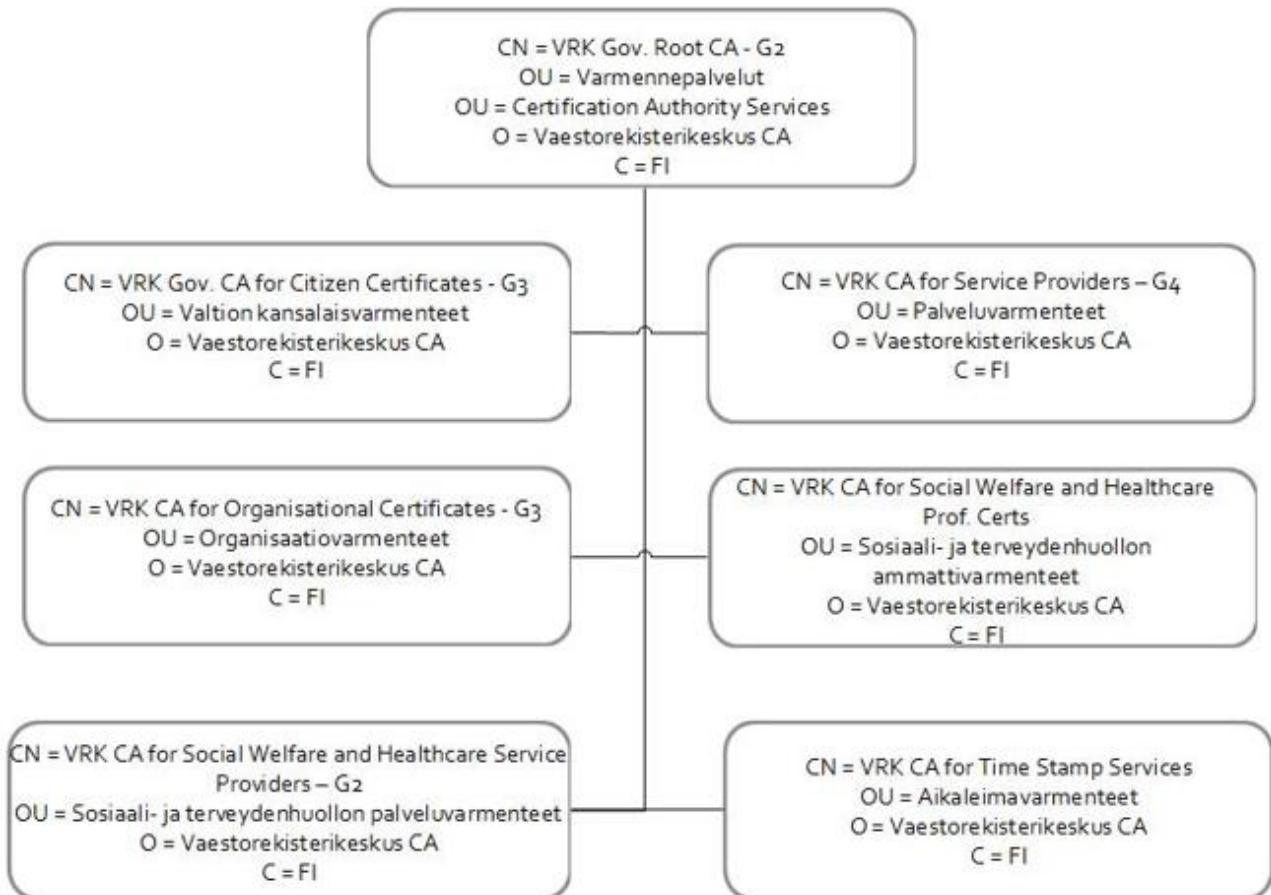 CN = VRK Gov. Root CA - G2
OU = Varmennepalvelut
OU = Certification Authority Services
O = Vaestorekisterikeskus CA
C = FI
CN = VRK Gov. CA for Citizen Certificates - G3
OU = Valtion kansalaisvarmenteet
O = Vaestorekisterikeskus CA
C = FI
CN = VRK CA for Service Providers – G4
OU = Palveluvarmenteet
O = Vaestorekisterikeskus CA
C = FI
CN = VRK CA for Organisational Certificates - G3
OU = Organisaatiovarmenteet
O = Vaestorekisterikeskus CA
C = FI
CN = VRK CA for Social Welfare and Healthcare
Prof. Certs
OU = Sosiaali- ja terveydenhuollon
ammattivarmenteet
O = Vaestorekisterikeskus CA
C = FI
CN = VRK CA for Social Welfare and Healthcare Service
Providers – G2
OU = Sosiaali- ja terveydenhuollon palveluvarmenteet
O = Vaestorekisterikeskus CA
C = FI
CN = VRK CA for Time Stamp Services
OU = Aikaleimavarmenteet
O = Vaestorekisterikeskus CA
C = FI